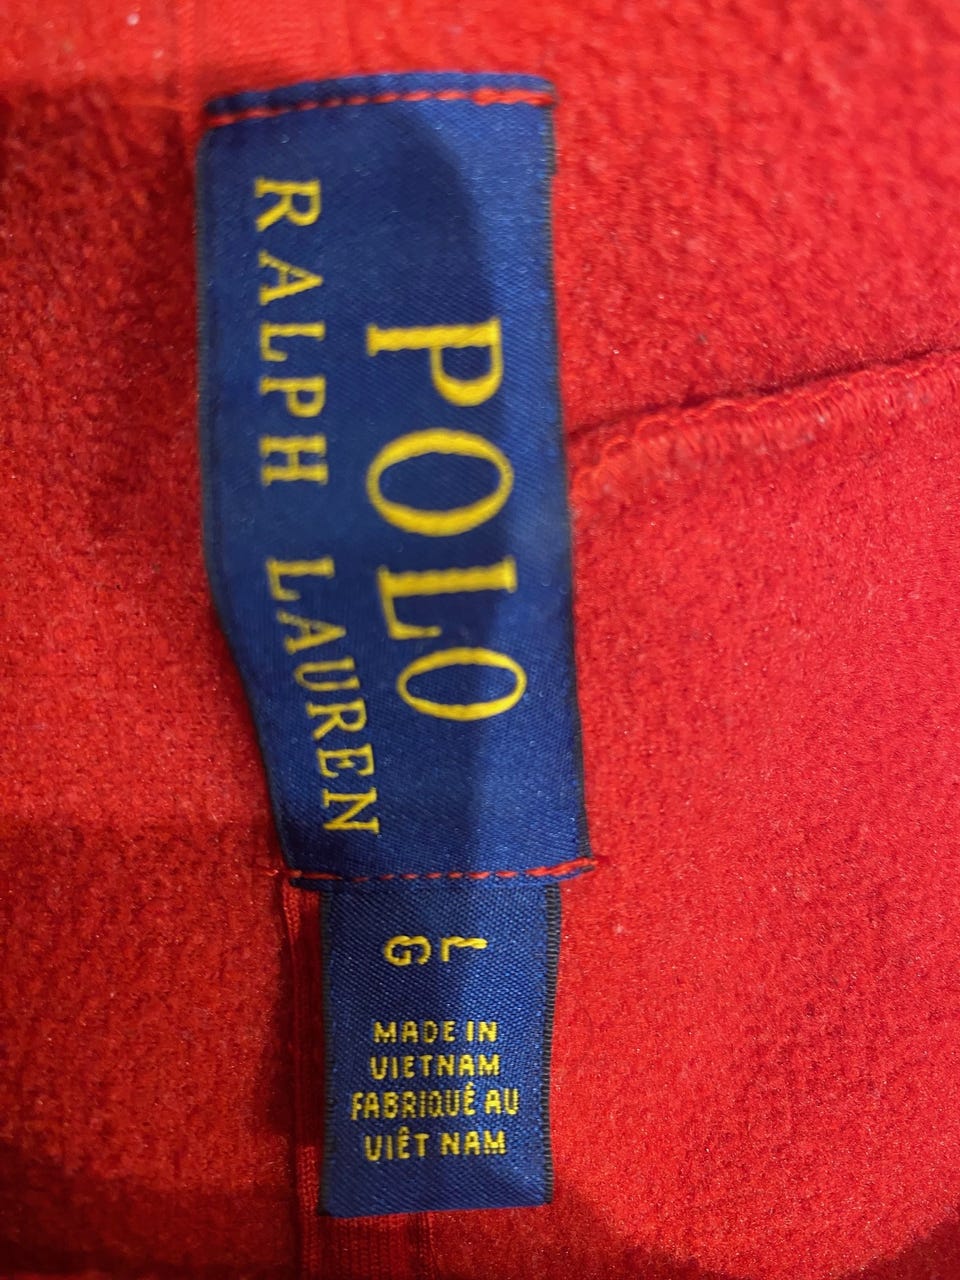 POLO
RALPH LAUREN
L
G
MADE IN
VIETNAM
FABRIQUÉ AU
VIÊT NAM